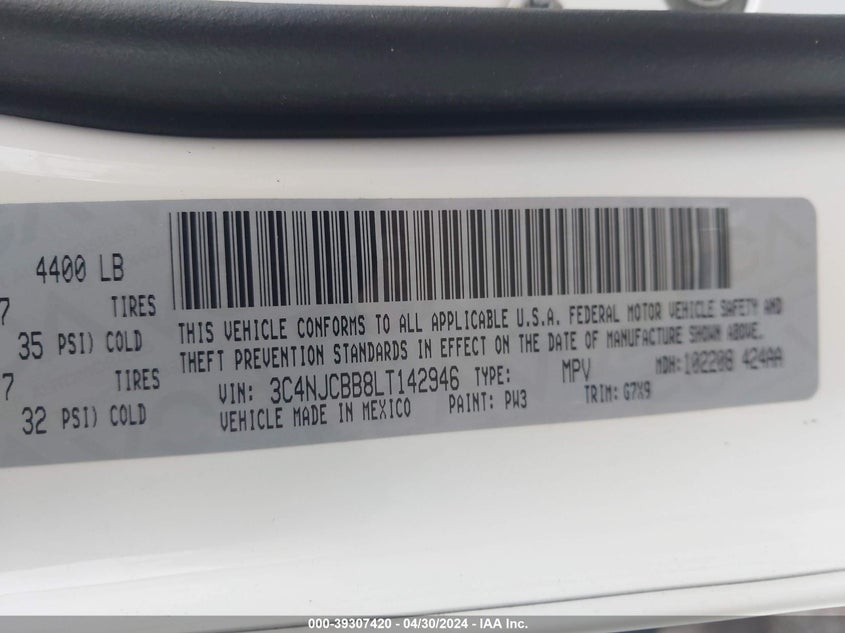 4400 LB
7 TIRES
35 PSI) COLD
7 TIRES
32 PSI) COLD
THIS VEHICLE CONFORMS TO ALL APPLICABLE U.S.A. FEDERAL MOTOR VEHICLE SAFETY AND
THEFT PREVENTION STANDARDS IN EFFECT ON THE DATE OF MANUFACTURE SHOWN ABOVE.
VIN: 3C4NJCBB8LT142946 TYPE: MPV MDH: 102208 424AA
VEHICLE MADE IN MEXICO PAINT: PW3 TRIM: G7X9
000-39307420 - 04/30/2024 - IAA Inc.